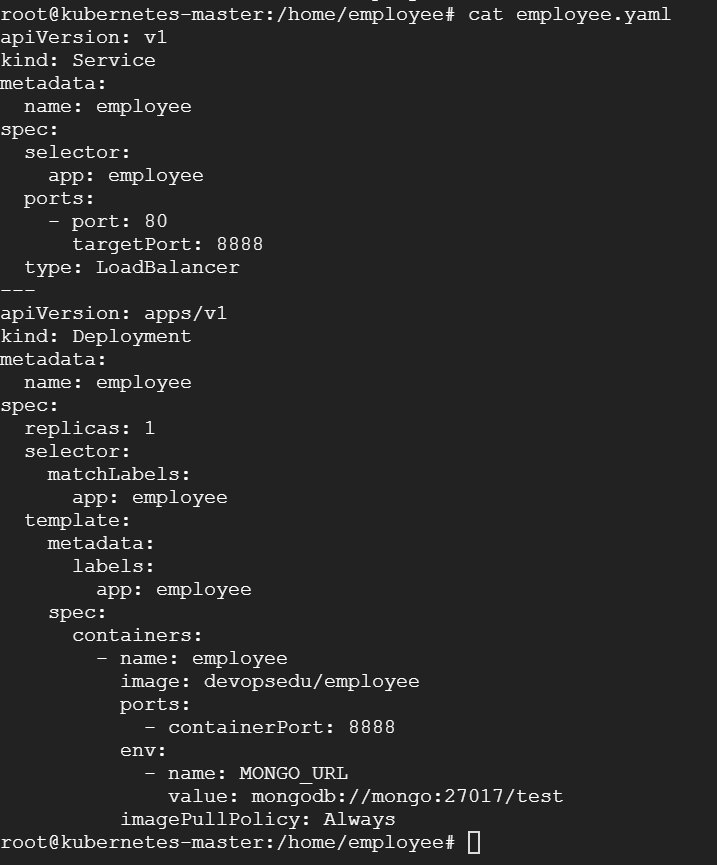 root@kubernetes-master:/home/employee# cat employee.yaml
apiVersion: v1
kind: Service
metadata:
  name: employee
spec:
  selector:
    app: employee
  ports:
    - port: 80
      targetPort: 8888
  type: LoadBalancer
---
apiVersion: apps/v1
kind: Deployment
metadata:
  name: employee
spec:
  replicas: 1
  selector:
    matchLabels:
      app: employee
  template:
    metadata:
      labels:
        app: employee
    spec:
      containers:
        - name: employee
          image: devopsedu/employee
          ports:
            - containerPort: 8888
          env:
            - name: MONGO_URL
              value: mongodb://mongo:27017/test
          imagePullPolicy: Always
root@kubernetes-master:/home/employee#